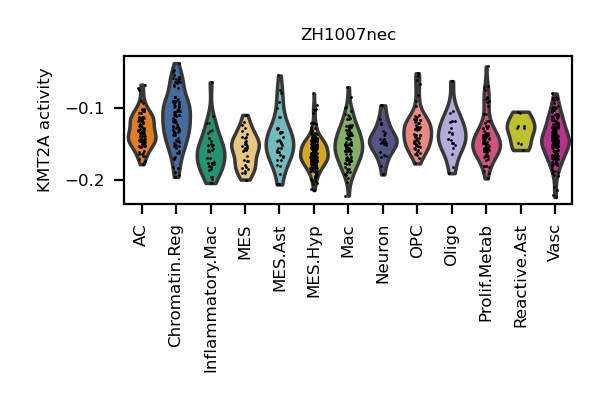 ZH1007nec
KMT2A activity
−0.1
−0.2
AC
Chromatin.Reg
Inflammatory.Mac
MES
MES.Ast
MES.Hyp
Mac
Neuron
OPC
Oligo
Prolif.Metab
Reactive.Ast
Vasc